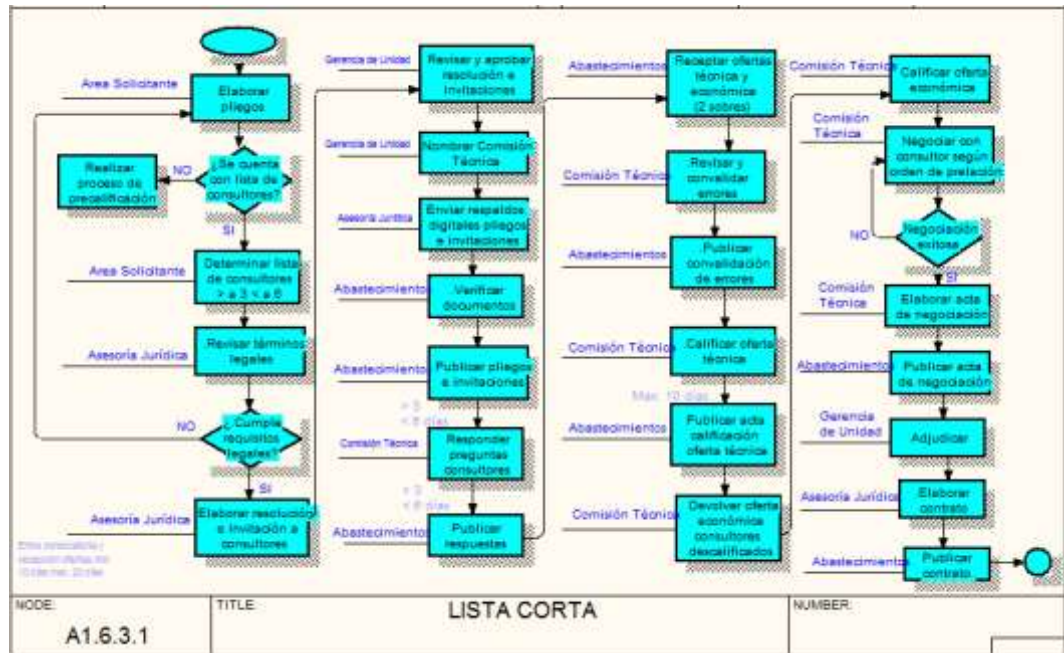 Area Solicitante
Elaborar
pliegos
¿Se cuenta
con lista de
consultores?
NO
Realizar
proceso de
precalificación
SI
Area Solicitante
Determinar lista
de consultores
> a 3 < a 6
Asesoría Jurídica
Revisar términos
legales
NO
¿ Cumple
requisitos
legales?
SI
Asesoría Jurídica
Elaborar resolución
e invitación a
consultores
Gerencia de Unidad
Revisar y aprobar
resolución e
invitaciones
Gerencia de Unidad
Nombrar Comisión
Técnica
Asesoría Jurítica
Enviar respaldos
digitales pliegos
e invitaciones
Abastecimientos
Verificar
documentos
Abastecimientos
Publicar pliegos
e invitaciones
> 3
< 6 días
Comisión Técnica
Responder
preguntas
consultores
> 3
< 6 días
Abastecimientos
Publicar
respuestas
Abastecimientos
Receptar ofertas
técnica y
económica
(2 sobres)
Comisión Técnica
Revisar y
convalidar
errores
Abastecimientos
Publicar
convalidación
de errores
Comisión Técnica
Calificar oferta
técnica
Max. 10 días
Abastecimientos
Publicar acta
calificación
oferta técnica
Comisión Técnica
Devolver oferta
económica
consultores
descalificados
Comisión Técnica
Calificar oferta
económica
Comisión
Técnica
Negociar con
consultor según
orden de prelación
NO
Negociación
exitosa
SI
Comisión
Técnica
Elaborar acta
de negociación
Abastecimientos
Publicar acta
de negociación
Gerencia
de Unidad
Adjudicar
Asesoría Jurídica
Elaborar
contrato
Abastecimientos
Publicar
contrato
NODE:
A1.6.3.1
TITLE:
LISTA CORTA
NUMBER: